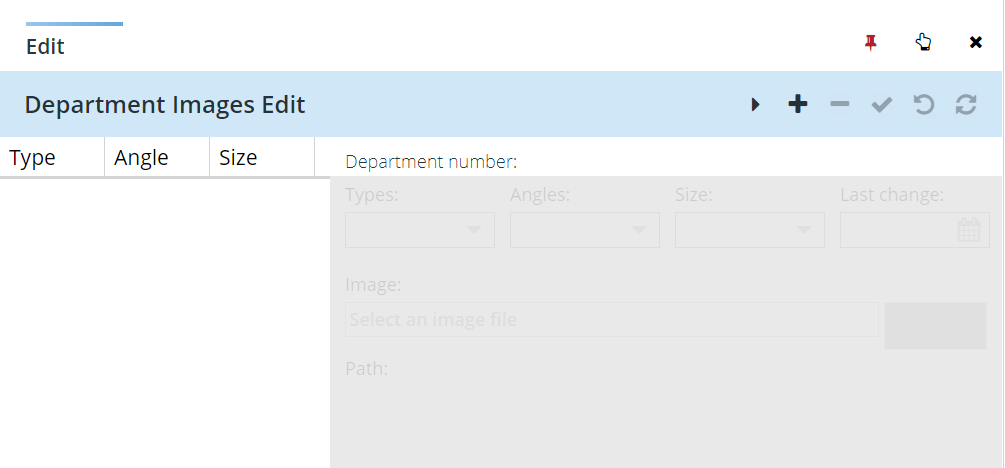 Edit
Department Images Edit
Type Angle Size
Department number:
Types: Angles: Size: Last change:
Image:
Select an image file
Path: